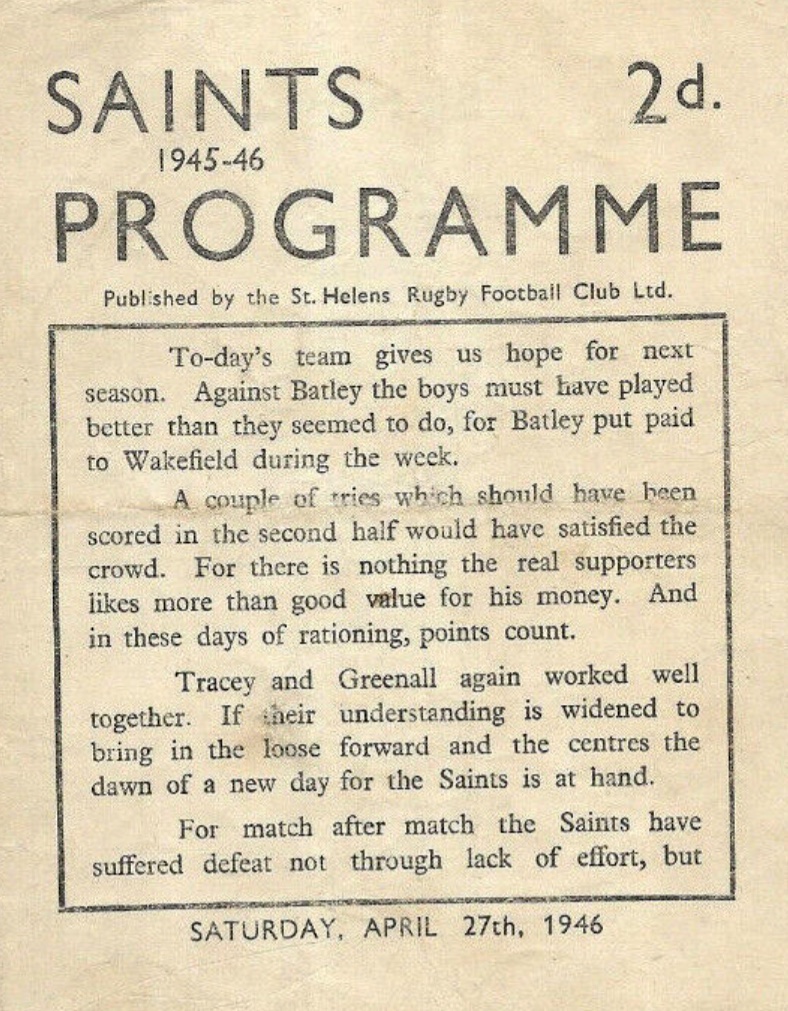 SAINTS 2d.
1945-46
PROGRAMME
Published by the St. Helens Rugby Football Club Ltd.
To-day's team gives us hope for next
season. Against Batley the boys must have played
better than they seemed to do, for Batley put paid
to Wakefield during the week.
A couple of tries which should have been
scored in the second half would have satisfied the
crowd. For there is nothing the real supporters
likes more than good value for his money. And
in these days of rationing, points count.
Tracey and Greenall again worked well
together. If their understanding is widened to
bring in the loose forward and the centres the
dawn of a new day for the Saints is at hand.
For match after match the Saints have
suffered defeat not through lack of effort, but
SATURDAY, APRIL 27th, 1946